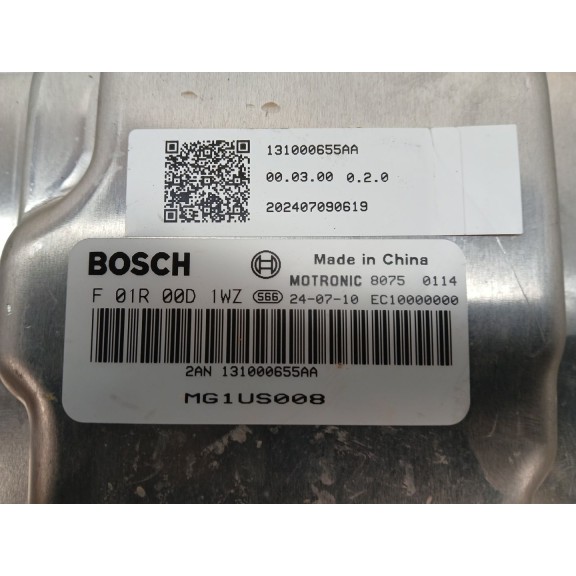 131000655AA
00.03.00 0.2.0
202407090619
BOSCH Made in China
MOTRONIC 8075 0114
F 01R 00D 1WZ S66 24-07-10 EC10000000
2AN 131000655AA
MG1US008